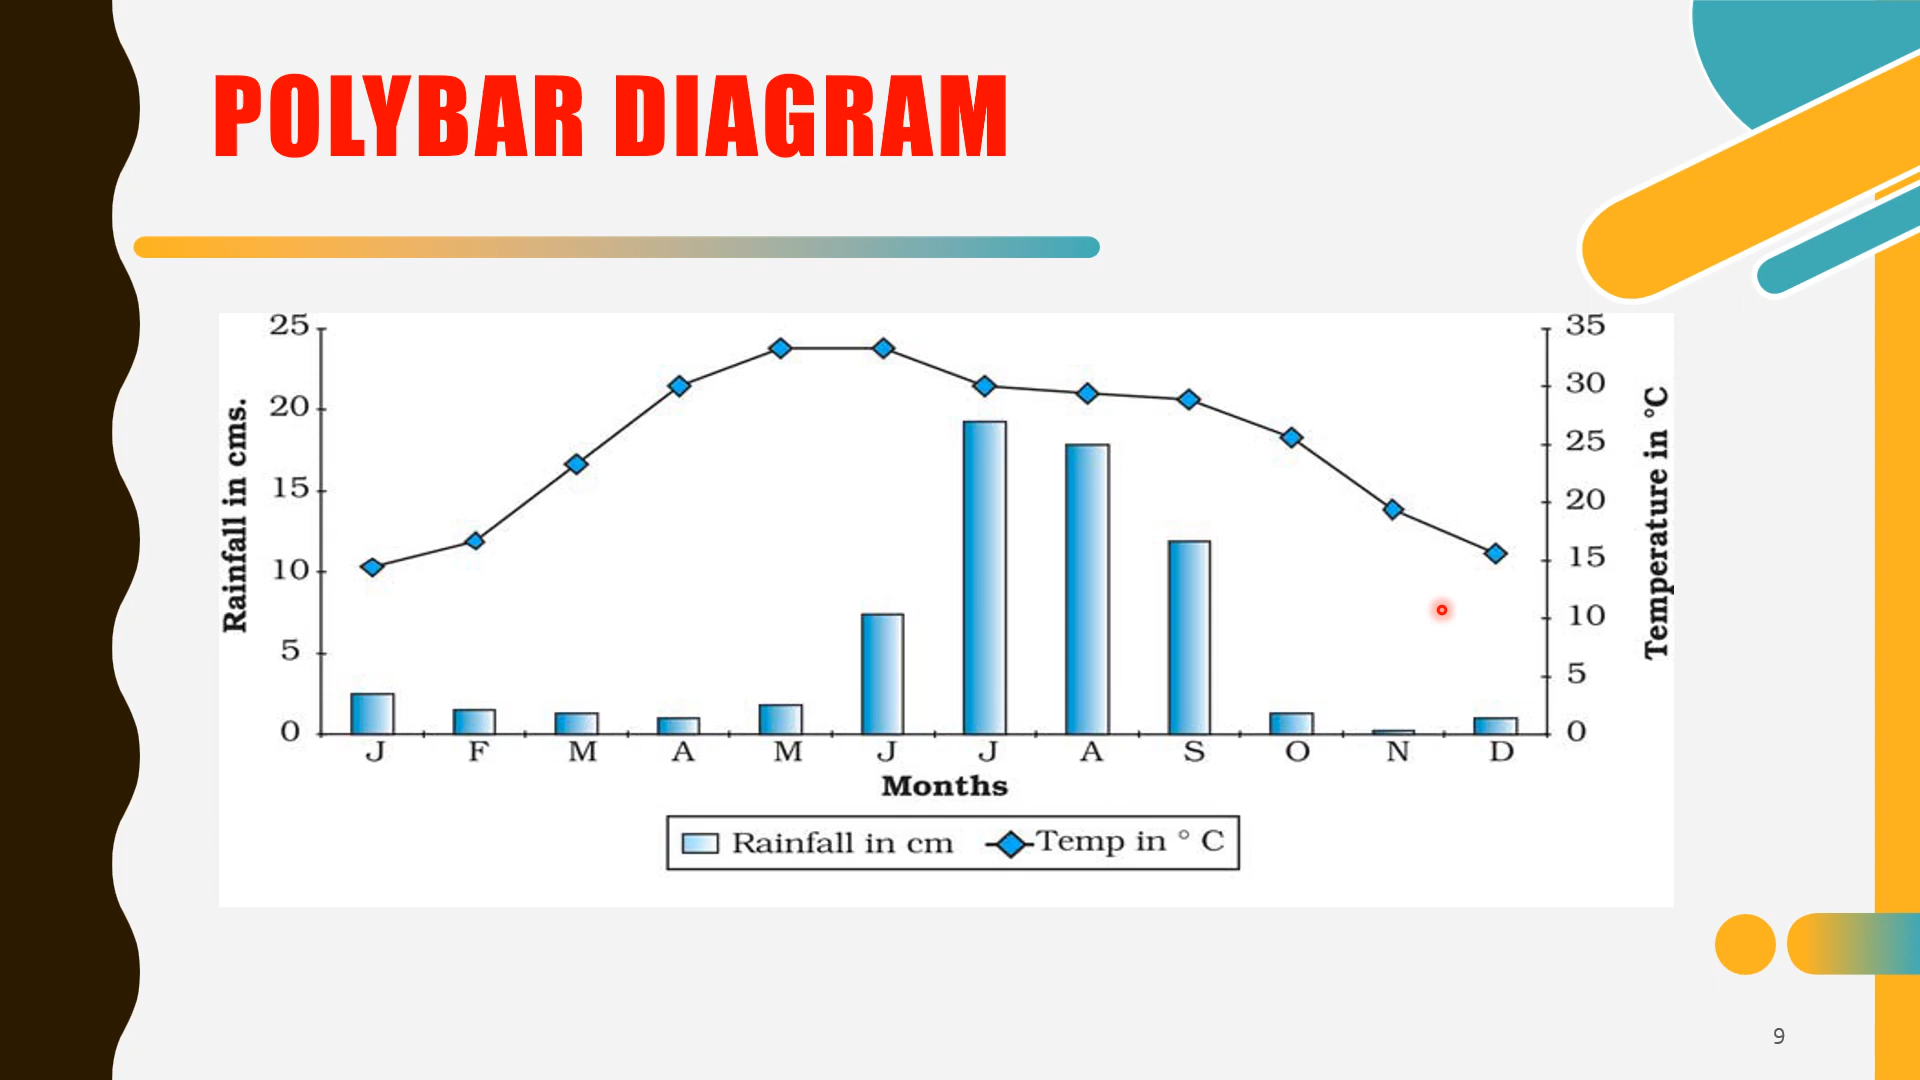 POLYBAR DIAGRAM
Rainfall in cms.
25
20
15
10
5
0
35
30
25
20
15
10
5
0
Temperature in °C
J F M A M J J A S O N D
Months
Rainfall in cm Temp in ° C
9